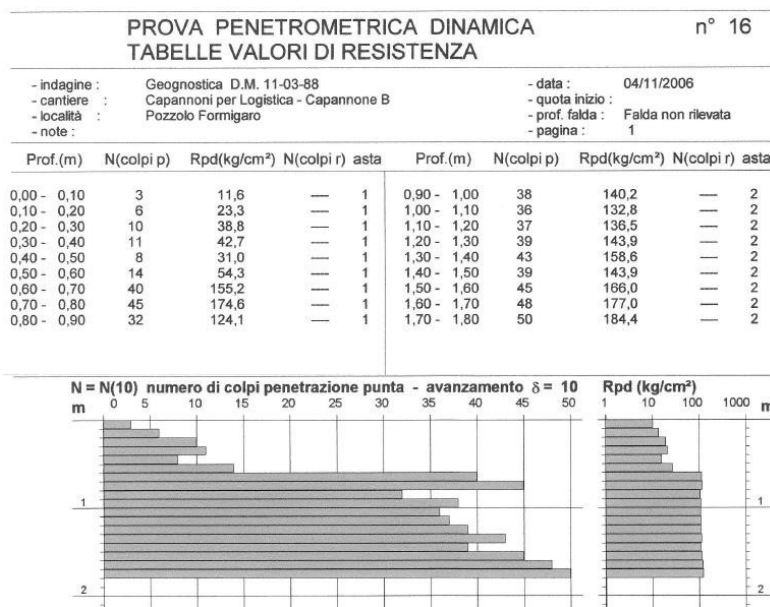 PROVA PENETROMETRICA DINAMICA n° 16
TABELLE VALORI DI RESISTENZA
- indagine : Geognostica D.M. 11-03-88 - data : 04/11/2006
- cantiere : Capannoni per Logistica - Capannone B - quota inizio :
- località : Pozzolo Formigaro - prof. falda : Falda non rilevata
- note : - pagina : 1
Prof.(m) N(colpi p) Rpd(kg/cm²) N(colpi r) asta Prof.(m) N(colpi p) Rpd(kg/cm²) N(colpi r) asta
0,00 - 0,10 3 11,6 ---- 1 0,90 - 1,00 38 140,2 ---- 2
0,10 - 0,20 6 23,3 ---- 1 1,00 - 1,10 36 132,8 ---- 2
0,20 - 0,30 10 38,8 ---- 1 1,10 - 1,20 37 136,5 ---- 2
0,30 - 0,40 11 42,7 ---- 1 1,20 - 1,30 39 143,9 ---- 2
0,40 - 0,50 8 31,0 ---- 1 1,30 - 1,40 43 158,6 ---- 2
0,50 - 0,60 14 54,3 ---- 1 1,40 - 1,50 39 143,9 ---- 2
0,60 - 0,70 40 155,2 ---- 1 1,50 - 1,60 45 166,0 ---- 2
0,70 - 0,80 45 174,6 ---- 1 1,60 - 1,70 48 177,0 ---- 2
0,80 - 0,90 32 124,1 ---- 1 1,70 - 1,80 50 184,4 ---- 2
N = N(10) numero di colpi penetrazione punta - avanzamento δ = 10 Rpd (kg/cm²)
m 0 5 10 15 20 25 30 35 40 45 50 1 10 100 1000 m
1 1
2 2